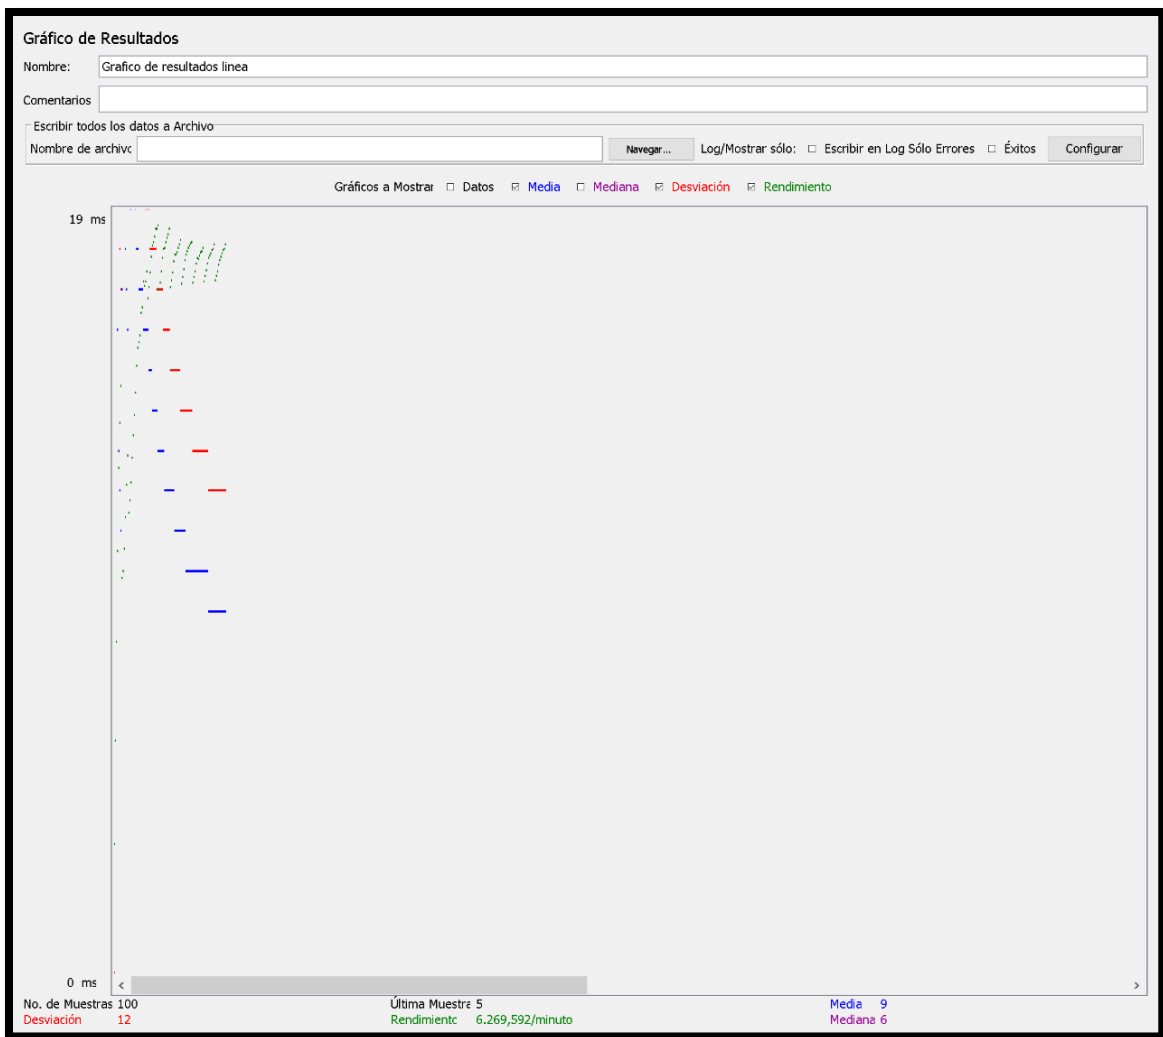 Gráfico de Resultados
Nombre: Grafico de resultados linea
Comentarios
Escribir todos los datos a Archivo
Nombre de archivo Navegar... Log/Mostrar sólo: Escribir en Log Sólo Errores Éxitos Configurar
Gráficos a Mostrar Datos Media Mediana Desviación Rendimiento
19 ms
0 ms
No. de Muestras 100 Última Muestra 5 Media 9
Desviación 12 Rendimiento 6.269,592/minuto Mediana 6